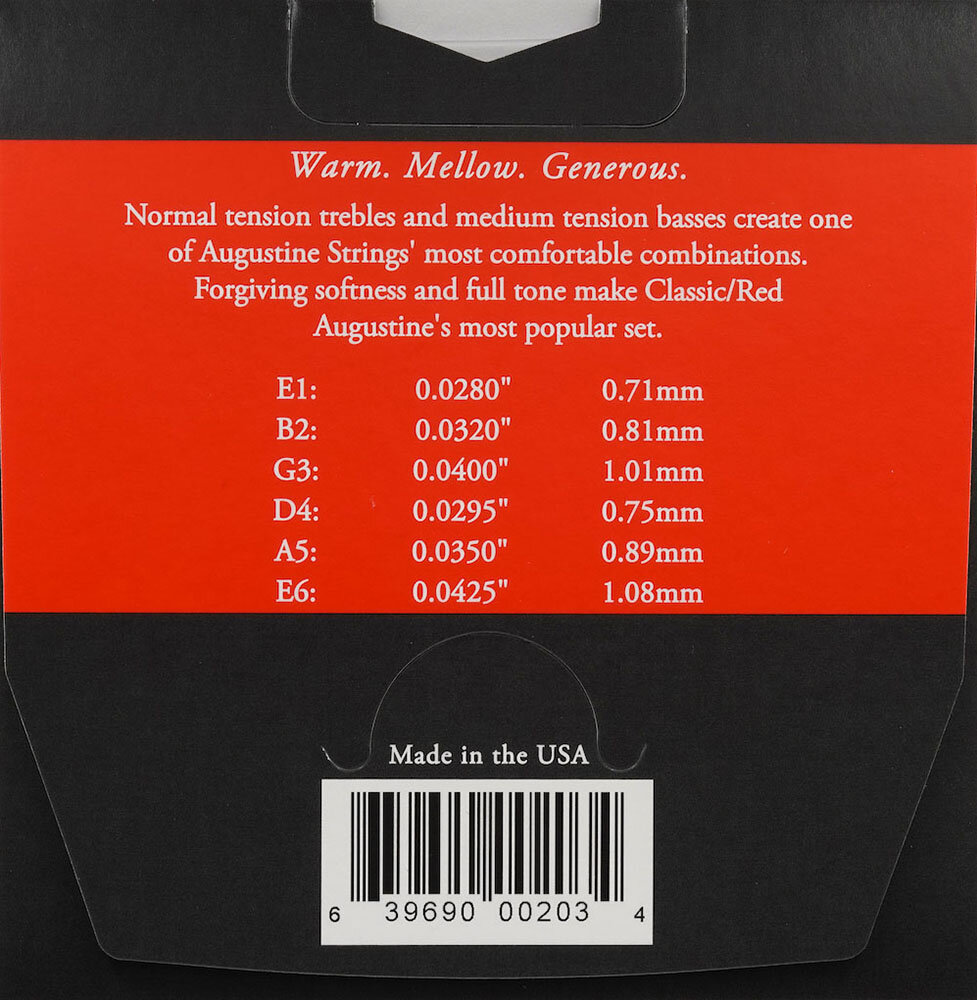 Warm. Mellow. Generous.
Normal tension trebles and medium tension basses create one
of Augustine Strings' most comfortable combinations.
Forgiving softness and full tone make Classic/Red
Augustine's most popular set.
E1: 0.0280" 0.71mm
B2: 0.0320" 0.81mm
G3: 0.0400" 1.01mm
D4: 0.0295" 0.75mm
A5: 0.0350" 0.89mm
E6: 0.0425" 1.08mm
Made in the USA
6 39690 00203 4